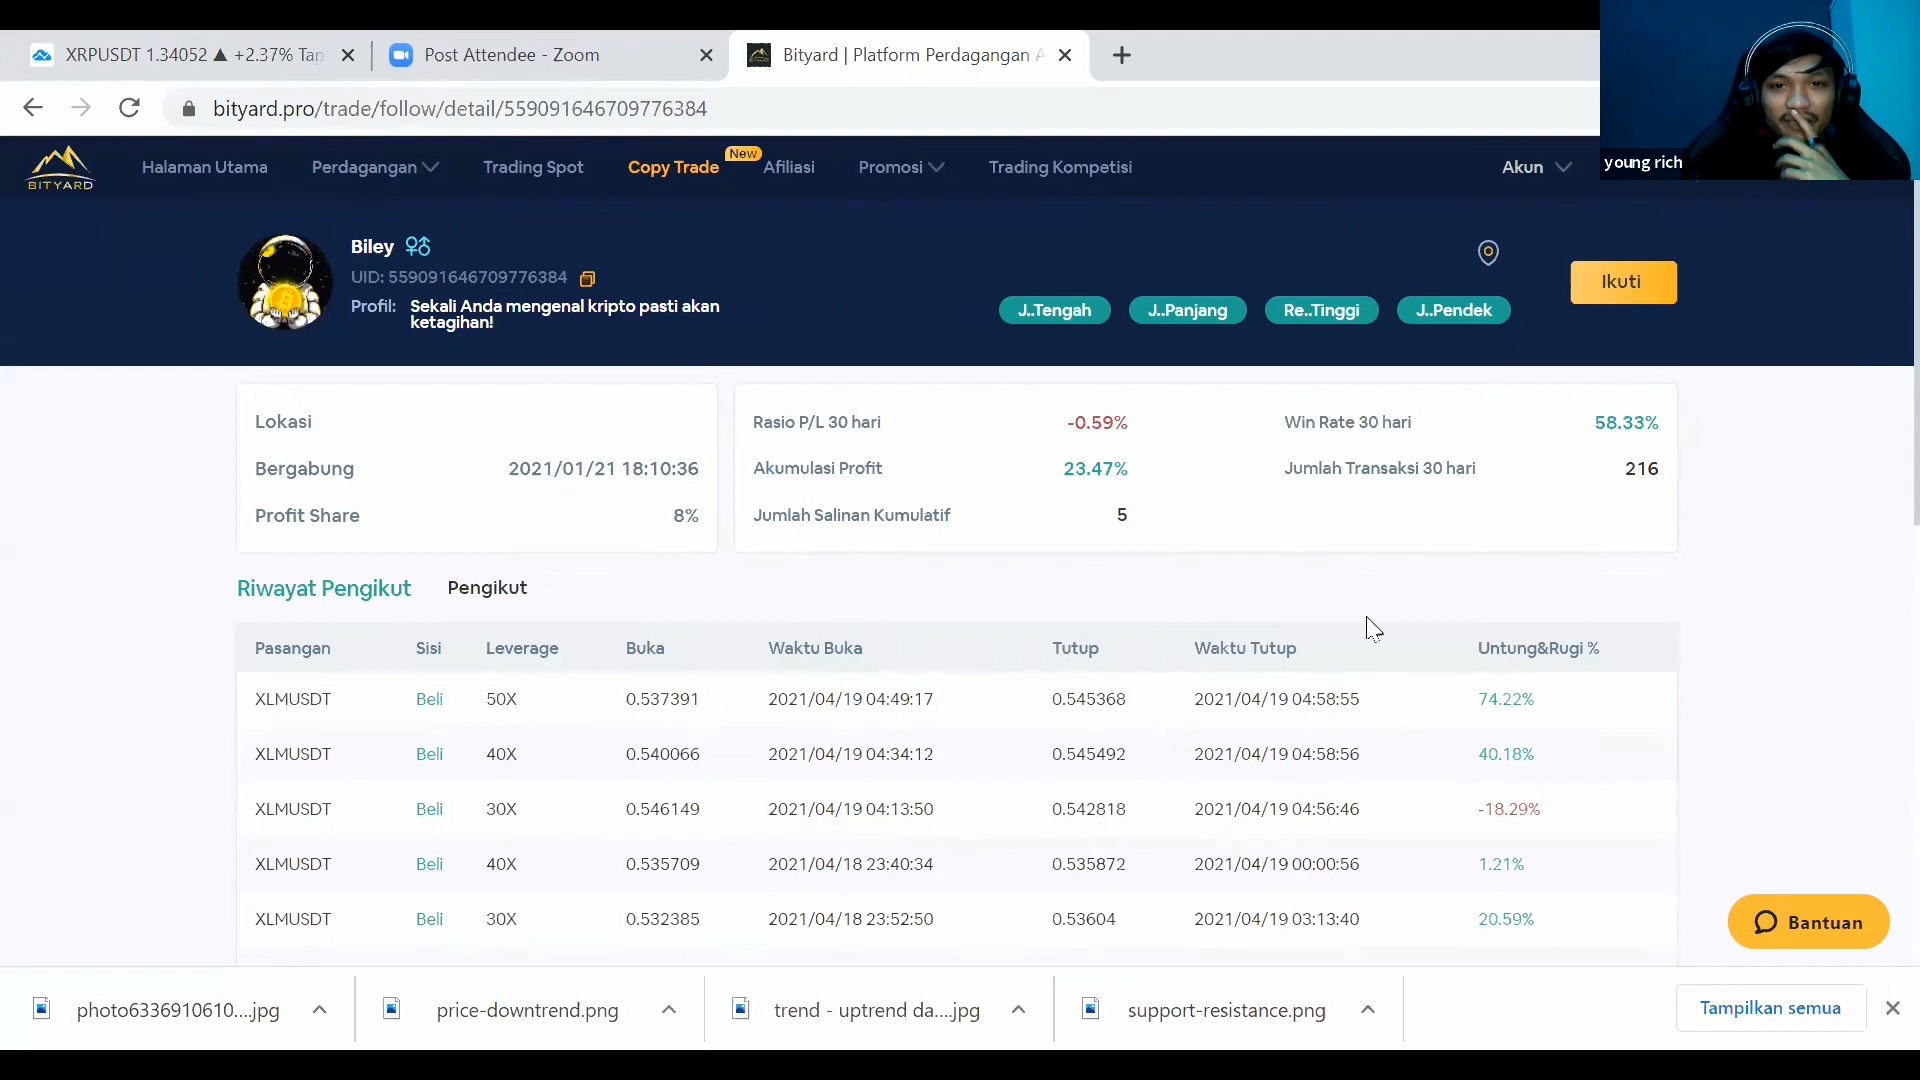 XRPUSDT 1.34052 ▲ +2.37% Tan
Post Attendee - Zoom
Bityard | Platform Perdagangan A
bityard.pro/trade/follow/detail/559091646709776384
young rich
BITYARD
Halaman Utama
Perdagangan
Trading Spot
Copy Trade
New
Afiliasi
Promosi
Trading Kompetisi
Akun
Biley
UID: 559091646709776384
Profil: Sekali Anda mengenal kripto pasti akan
ketagihan!
J..Tengah
J..Panjang
Re..Tinggi
J..Pendek
Ikuti
Lokasi
Bergabung 2021/01/21 18:10:36
Profit Share 8%
Rasio P/L 30 hari -0.59% Win Rate 30 hari 58.33%
Akumulasi Profit 23.47% Jumlah Transaksi 30 hari 216
Jumlah Salinan Kumulatif 5
Riwayat Pengikut Pengikut
Pasangan Sisi Leverage Buka Waktu Buka Tutup Waktu Tutup Untung&Rugi %
XLMUSDT Beli 50X 0.537391 2021/04/19 04:49:17 0.545368 2021/04/19 04:58:55 74.22%
XLMUSDT Beli 40X 0.540066 2021/04/19 04:34:12 0.545492 2021/04/19 04:58:56 40.18%
XLMUSDT Beli 30X 0.546149 2021/04/19 04:13:50 0.542818 2021/04/19 04:56:46 -18.29%
XLMUSDT Beli 40X 0.535709 2021/04/18 23:40:34 0.535872 2021/04/19 00:00:56 1.21%
XLMUSDT Beli 30X 0.532385 2021/04/18 23:52:50 0.53604 2021/04/19 03:13:40 20.59%
Bantuan
photo6336910610....jpg
price-downtrend.png
trend - uptrend da....jpg
support-resistance.png
Tampilkan semua